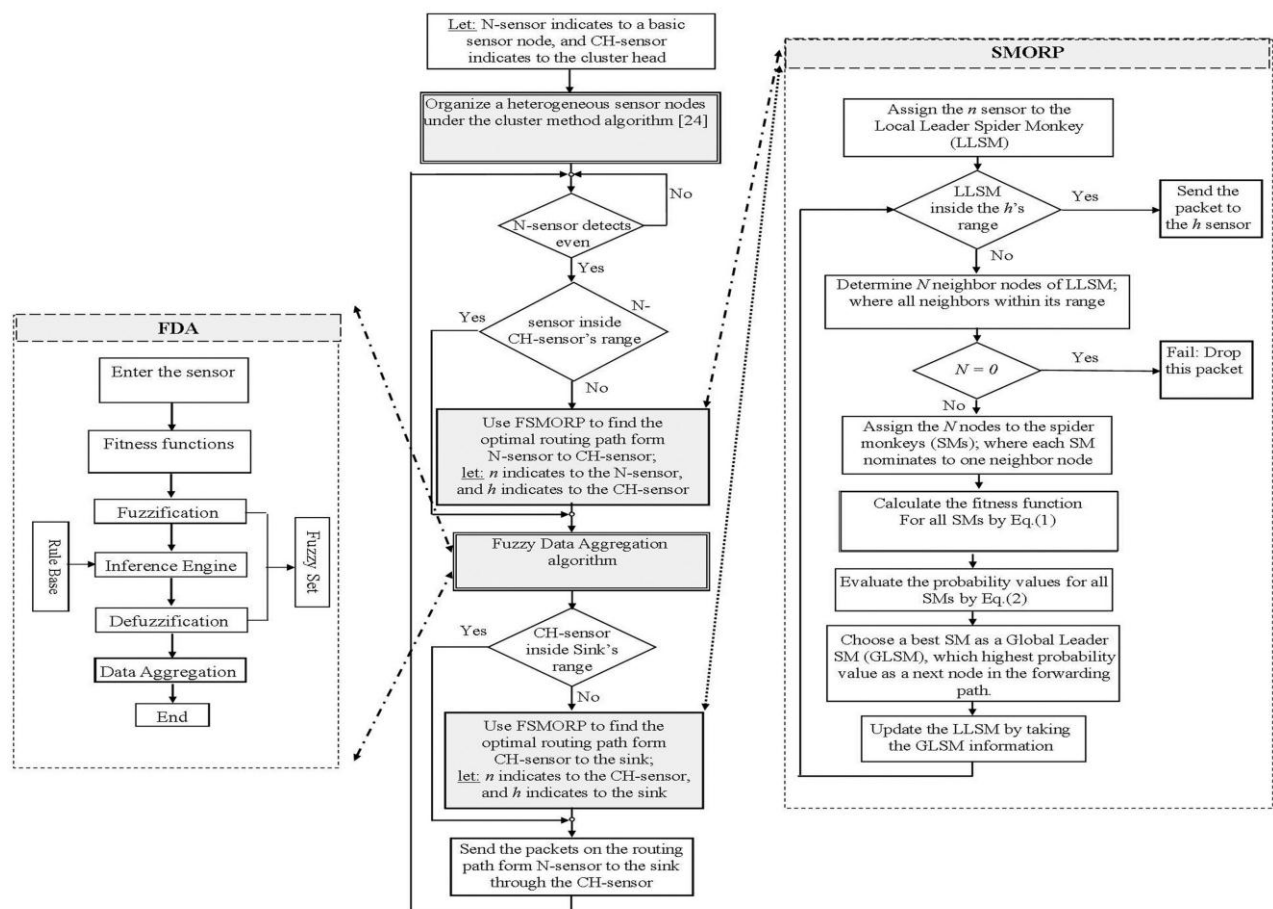 Let: N-sensor indicates to a basic
sensor node, and CH-sensor
indicates to the cluster head
Organize a heterogeneous sensor nodes
under the cluster method algorithm [24]
No
N-sensor detects
even
Yes
N-
sensor inside
CH-sensor's range
Yes
No
Use FSMORP to find the
optimal routing path form
N-sensor to CH-sensor;
let: n indicates to the N-sensor,
and h indicates to the CH-sensor
Fuzzy Data Aggregation
algorithm
Yes
CH-sensor
inside Sink's
range
No
Use FSMORP to find the
optimal routing path form
CH-sensor to the sink;
let: n indicates to the CH-sensor,
and h indicates to the sink
Send the packets on the routing
path form N-sensor to the sink
through the CH-sensor
FDA
Enter the sensor
Fitness functions
Fuzzification
Rule Base
Inference Engine
Fuzzy Set
Defuzzification
Data Aggregation
End
SMORP
Assign the n sensor to the
Local Leader Spider Monkey
(LLSM)
LLSM
inside the h's
range
Yes
Send the
packet to
the h sensor
No
Determine N neighbor nodes of LLSM;
where all neighbors within its range
N = 0
Yes
Fail: Drop
this packet
No
Assign the N nodes to the spider
monkeys (SMs); where each SM
nominates to one neighbor node
Calculate the fitness function
For all SMs by Eq.(1)
Evaluate the probability values for all
SMs by Eq.(2)
Choose a best SM as a Global Leader
SM (GLSM), which highest probability
value as a next node in the forwarding
path.
Update the LLSM by taking
the GLSM information